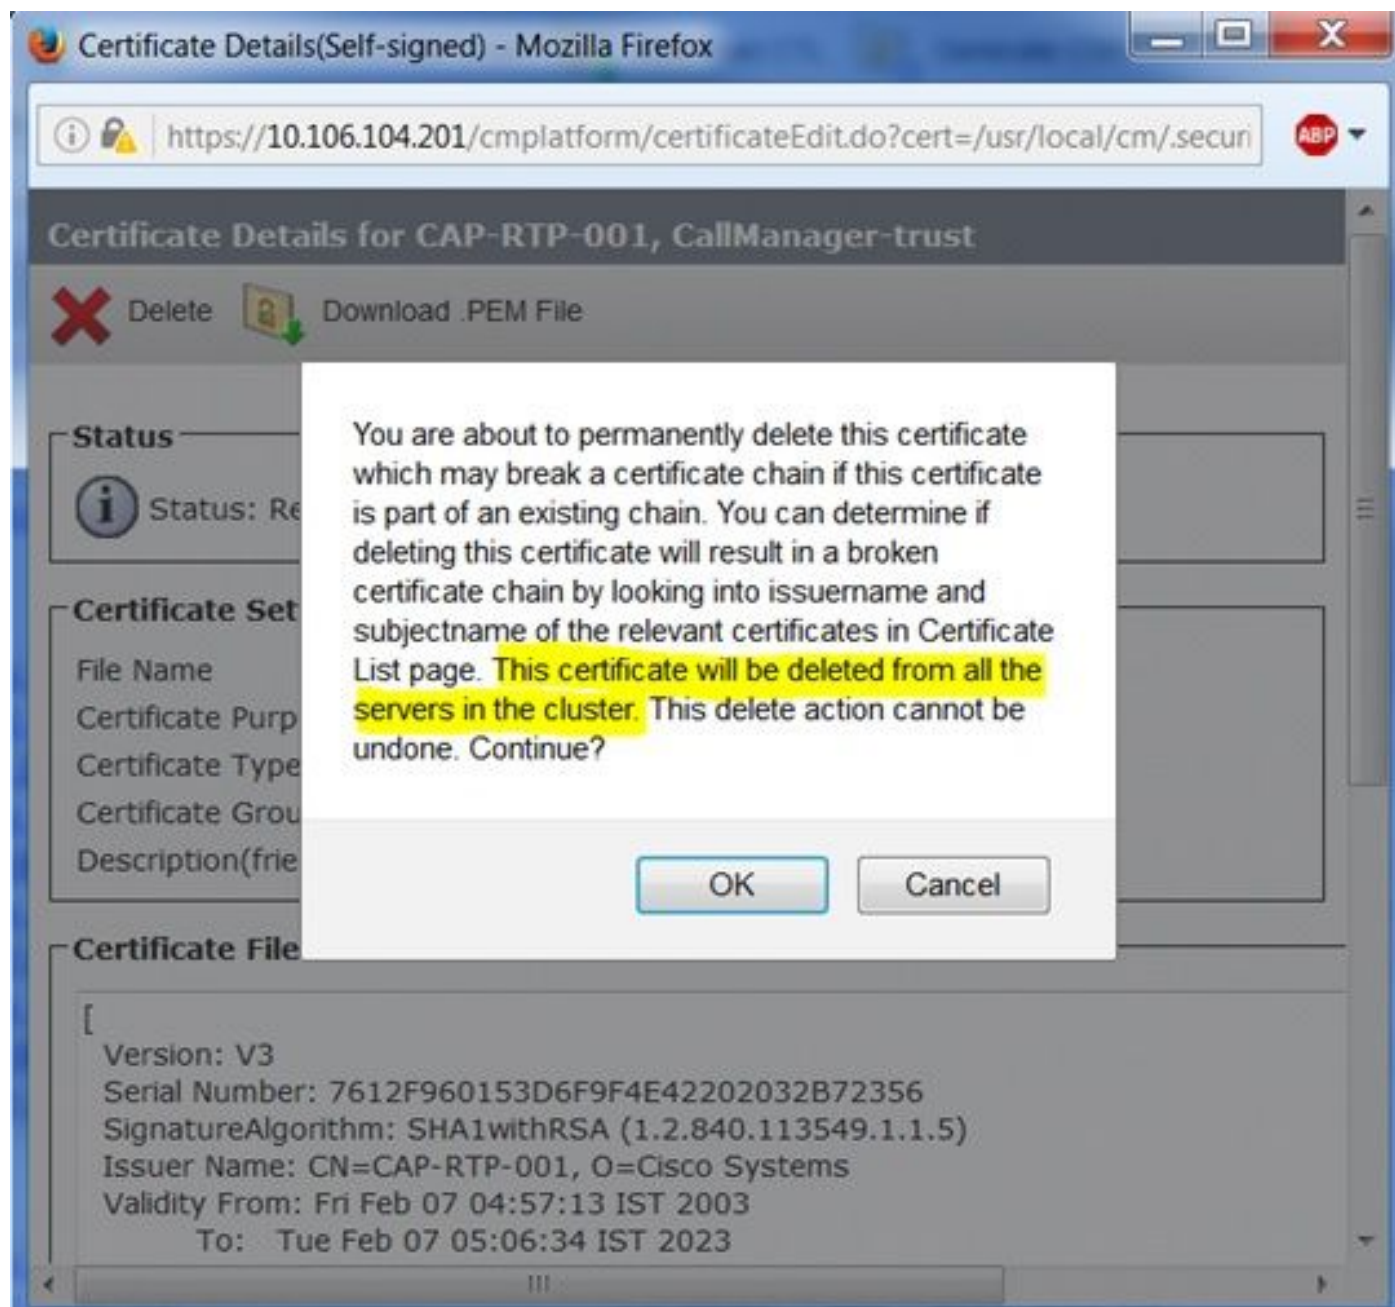 Certificate Details(Self-signed) - Mozilla Firefox
https://10.106.104.201/cmplatform/certificateEdit.do?cert=/usr/local/cm/.securi
ABP
Certificate Details for CAP-RTP-001, CallManager-trust
Delete Download .PEM File
Status
Status: Re
You are about to permanently delete this certificate
which may break a certificate chain if this certificate
is part of an existing chain. You can determine if
deleting this certificate will result in a broken
certificate chain by looking into issuername and
subjectname of the relevant certificates in Certificate
List page. This certificate will be deleted from all the
servers in the cluster. This delete action cannot be
undone. Continue?
OK Cancel
Certificate Set
File Name
Certificate Purp
Certificate Type
Certificate Grou
Description(frie
Certificate File
[
Version: V3
Serial Number: 7612F960153D6F9F4E42202032B72356
SignatureAlgorithm: SHA1withRSA (1.2.840.113549.1.1.5)
Issuer Name: CN=CAP-RTP-001, O=Cisco Systems
Validity From: Fri Feb 07 04:57:13 IST 2003
To: Tue Feb 07 05:06:34 IST 2023